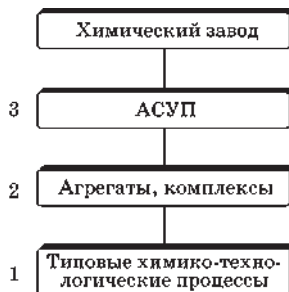 Химический завод
3 АСУП
2 Агрегаты, комплексы
1 Типовые химико-техно-
логические процессы